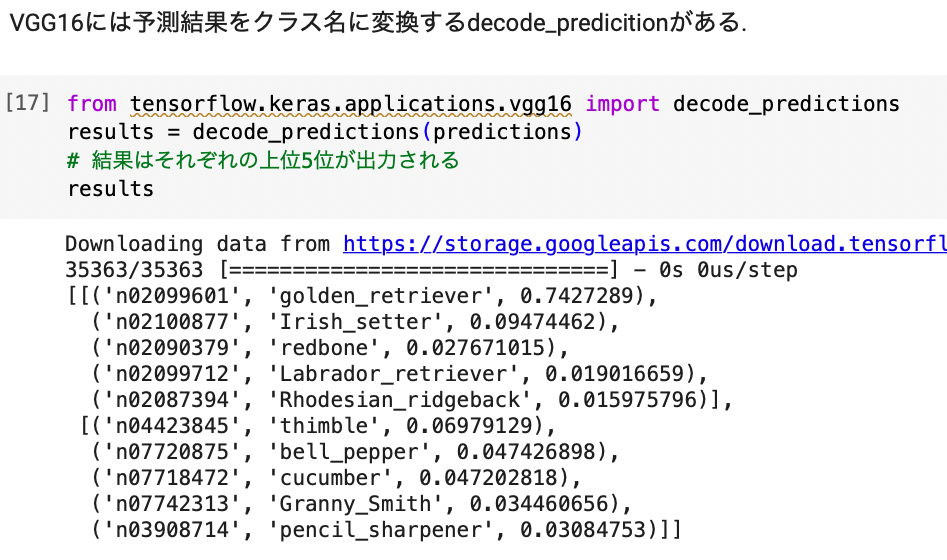 VGG16には予測結果をクラス名に変換するdecode_predicitionがある.
[17] from tensorflow.keras.applications.vgg16 import decode_predictions
results = decode_predictions(predictions)
# 結果はそれぞれの上位5位が出力される
results
Downloading data from https://storage.googleapis.com/download.tensorfl
35363/35363 [==============================] - 0s 0us/step
[[('n02099601', 'golden_retriever', 0.7427289),
('n02100877', 'Irish_setter', 0.09474462),
('n02090379', 'redbone', 0.027671015),
('n02099712', 'Labrador_retriever', 0.019016659),
('n02087394', 'Rhodesian_ridgeback', 0.015975796)],
[('n04423845', 'thimble', 0.06979129),
('n07720875', 'bell_pepper', 0.047426898),
('n07718472', 'cucumber', 0.047202818),
('n07742313', 'Granny_Smith', 0.034460656),
('n03908714', 'pencil_sharpener', 0.03084753)]]